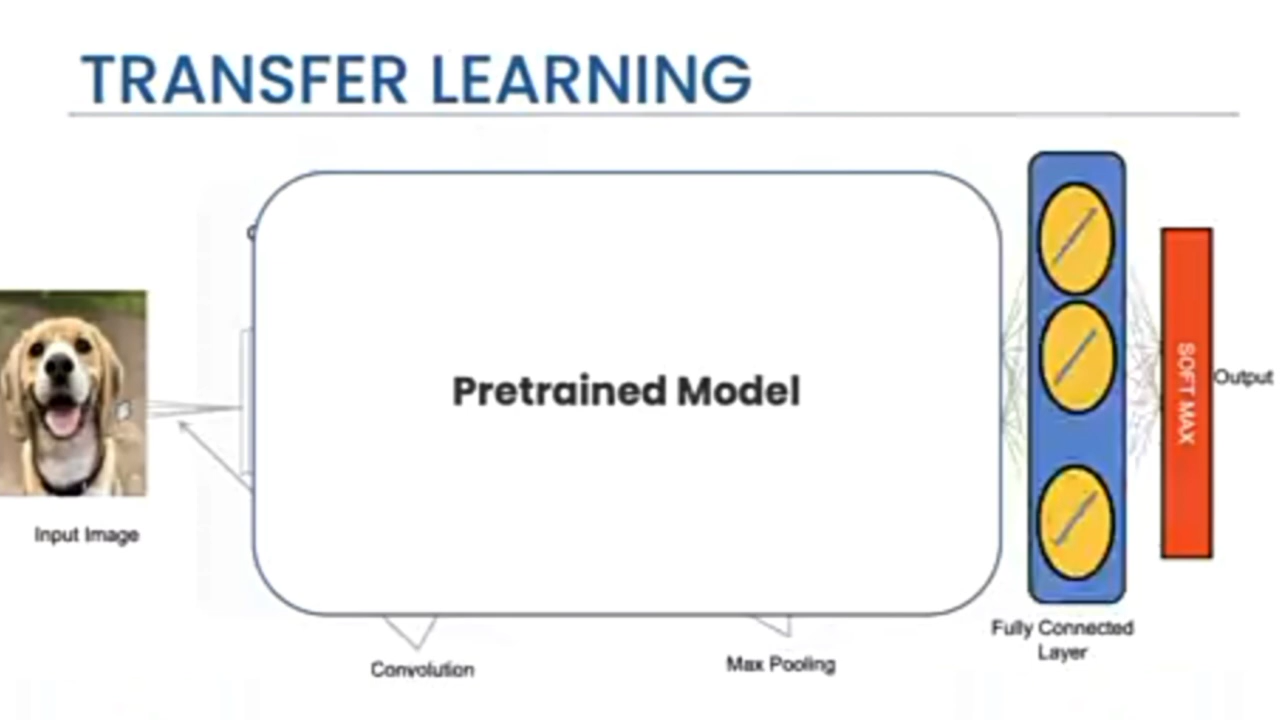 TRANSFER LEARNING
Pretrained Model
SOFT MAX
Output
Input Image
Convolution
Max Pooling
Fully Connected
Layer